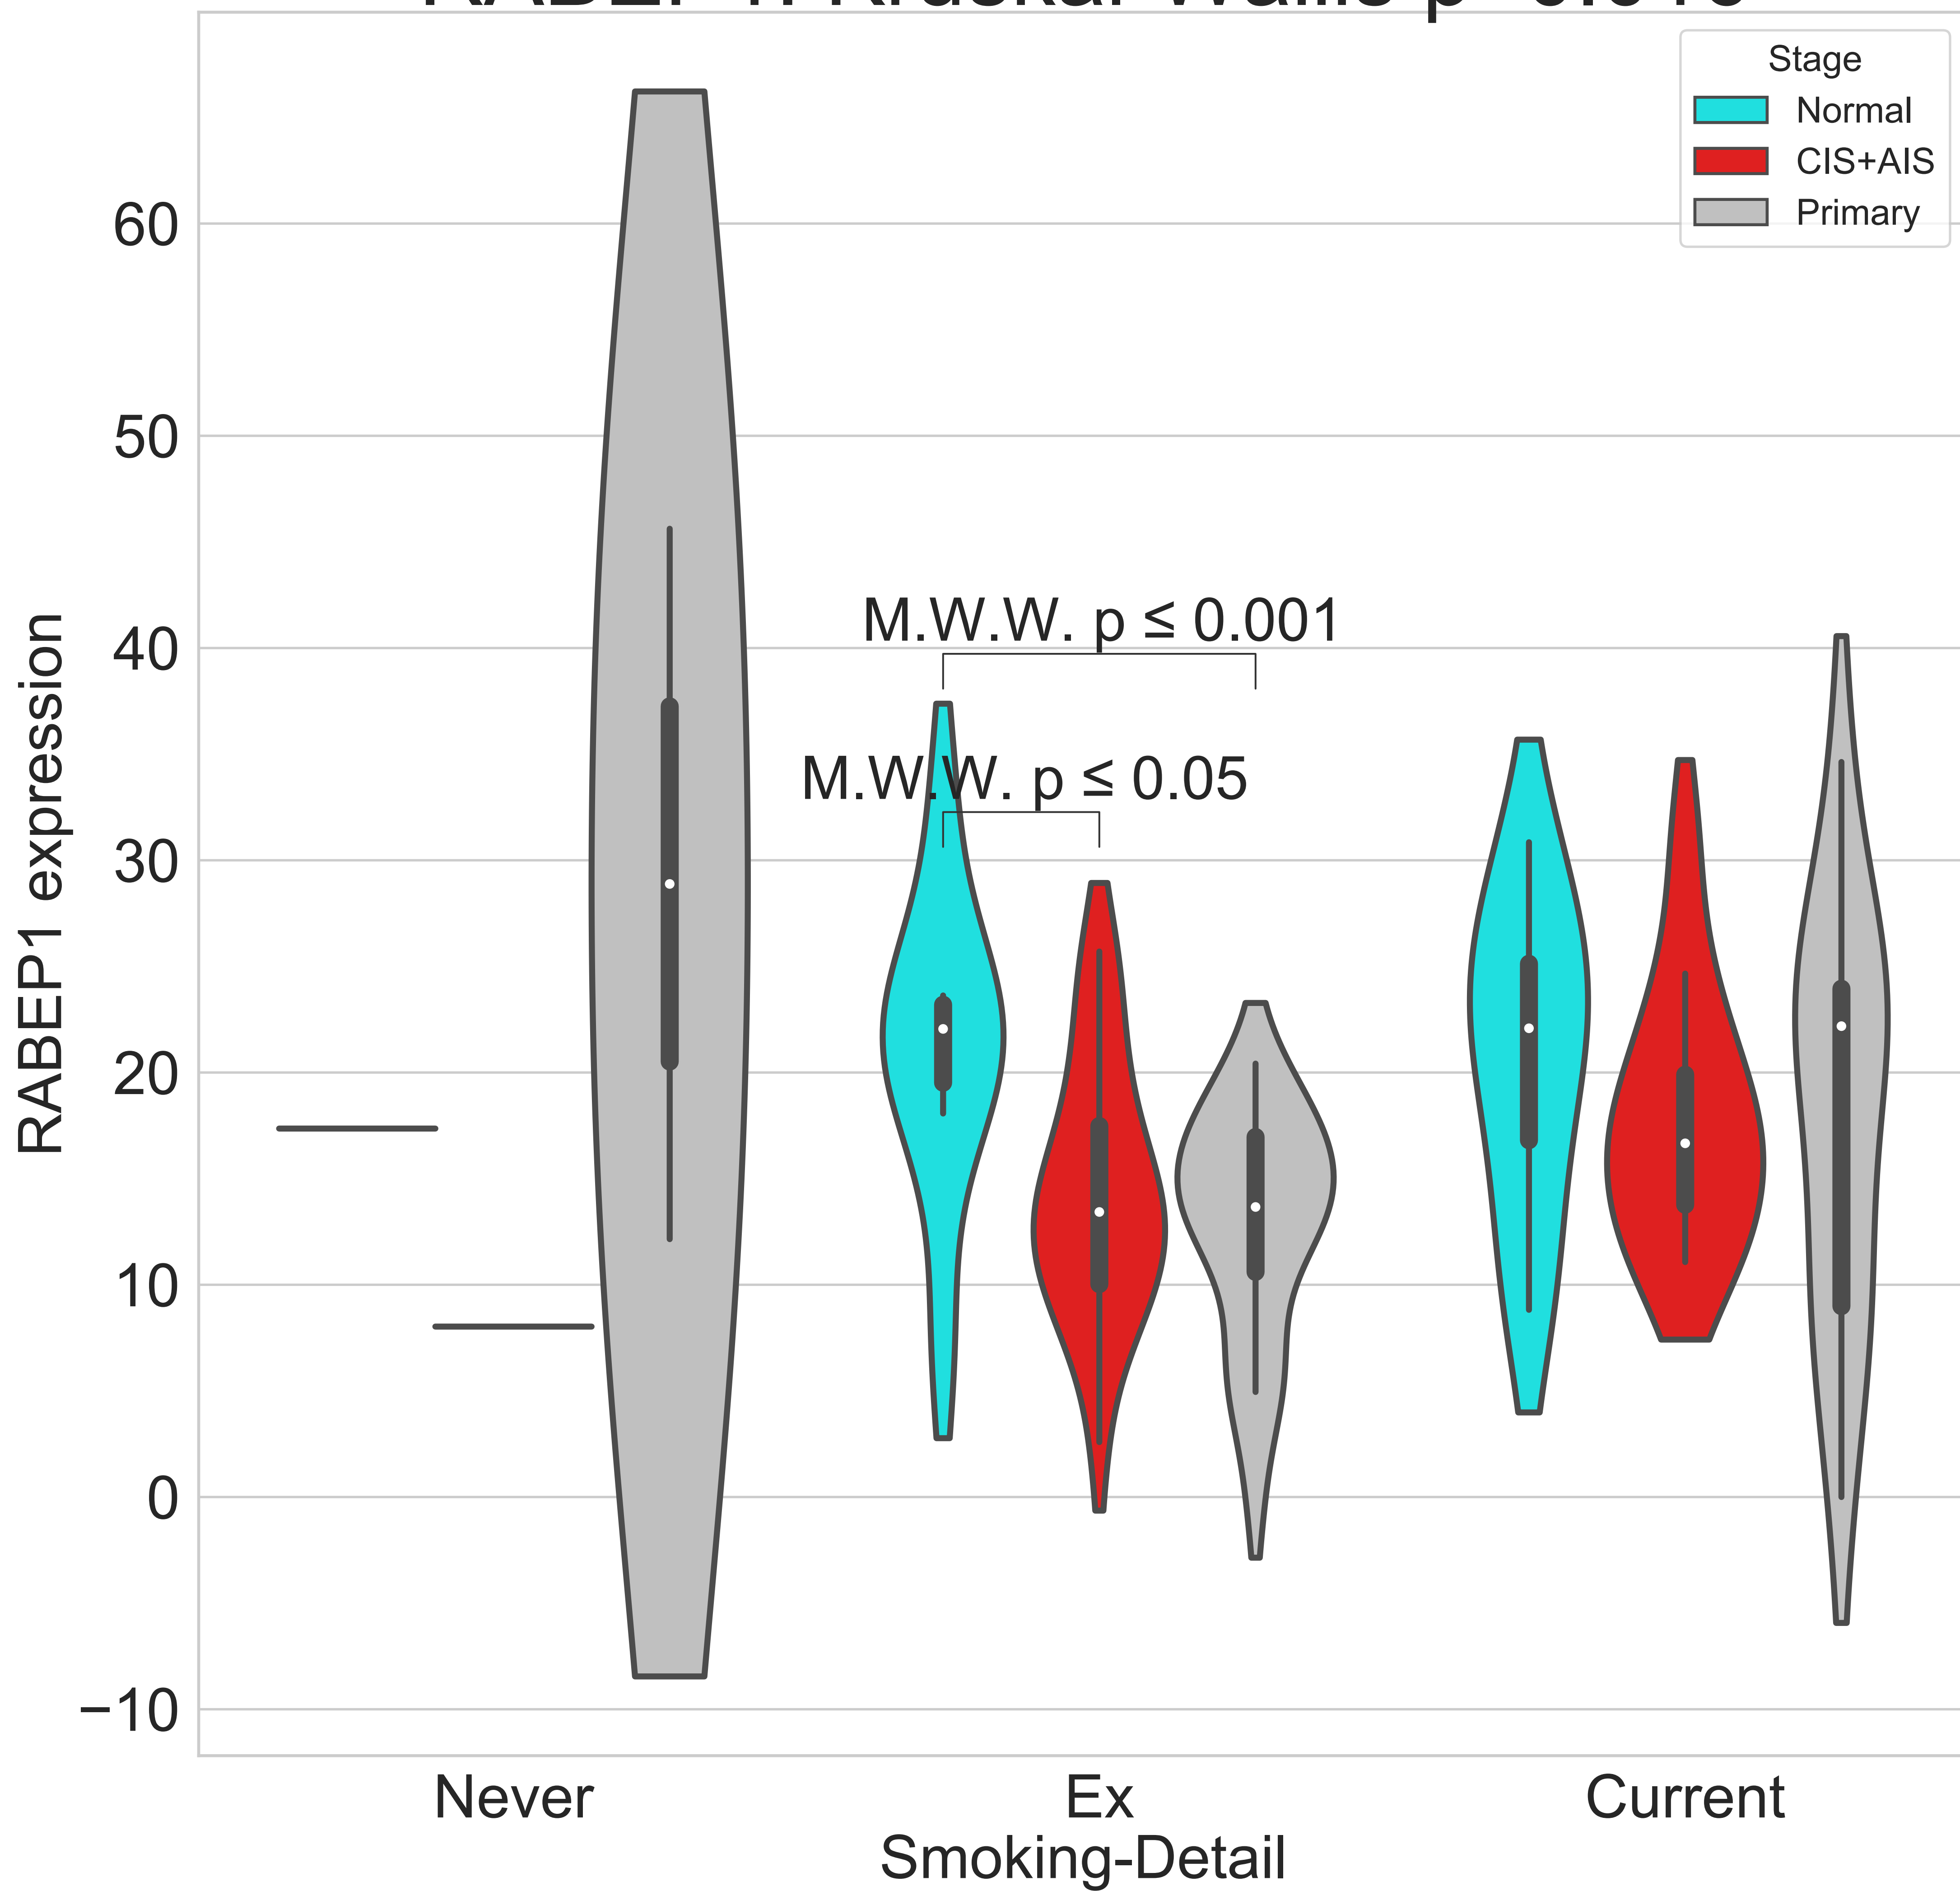 Stage
Normal
CIS+AIS
Primary
60
50
40
30
20
10
0
−10
RABEP1 expression
M.W.W. p ≤ 0.001
M.W.W. p ≤ 0.05
Never
Ex
Current
Smoking-Detail